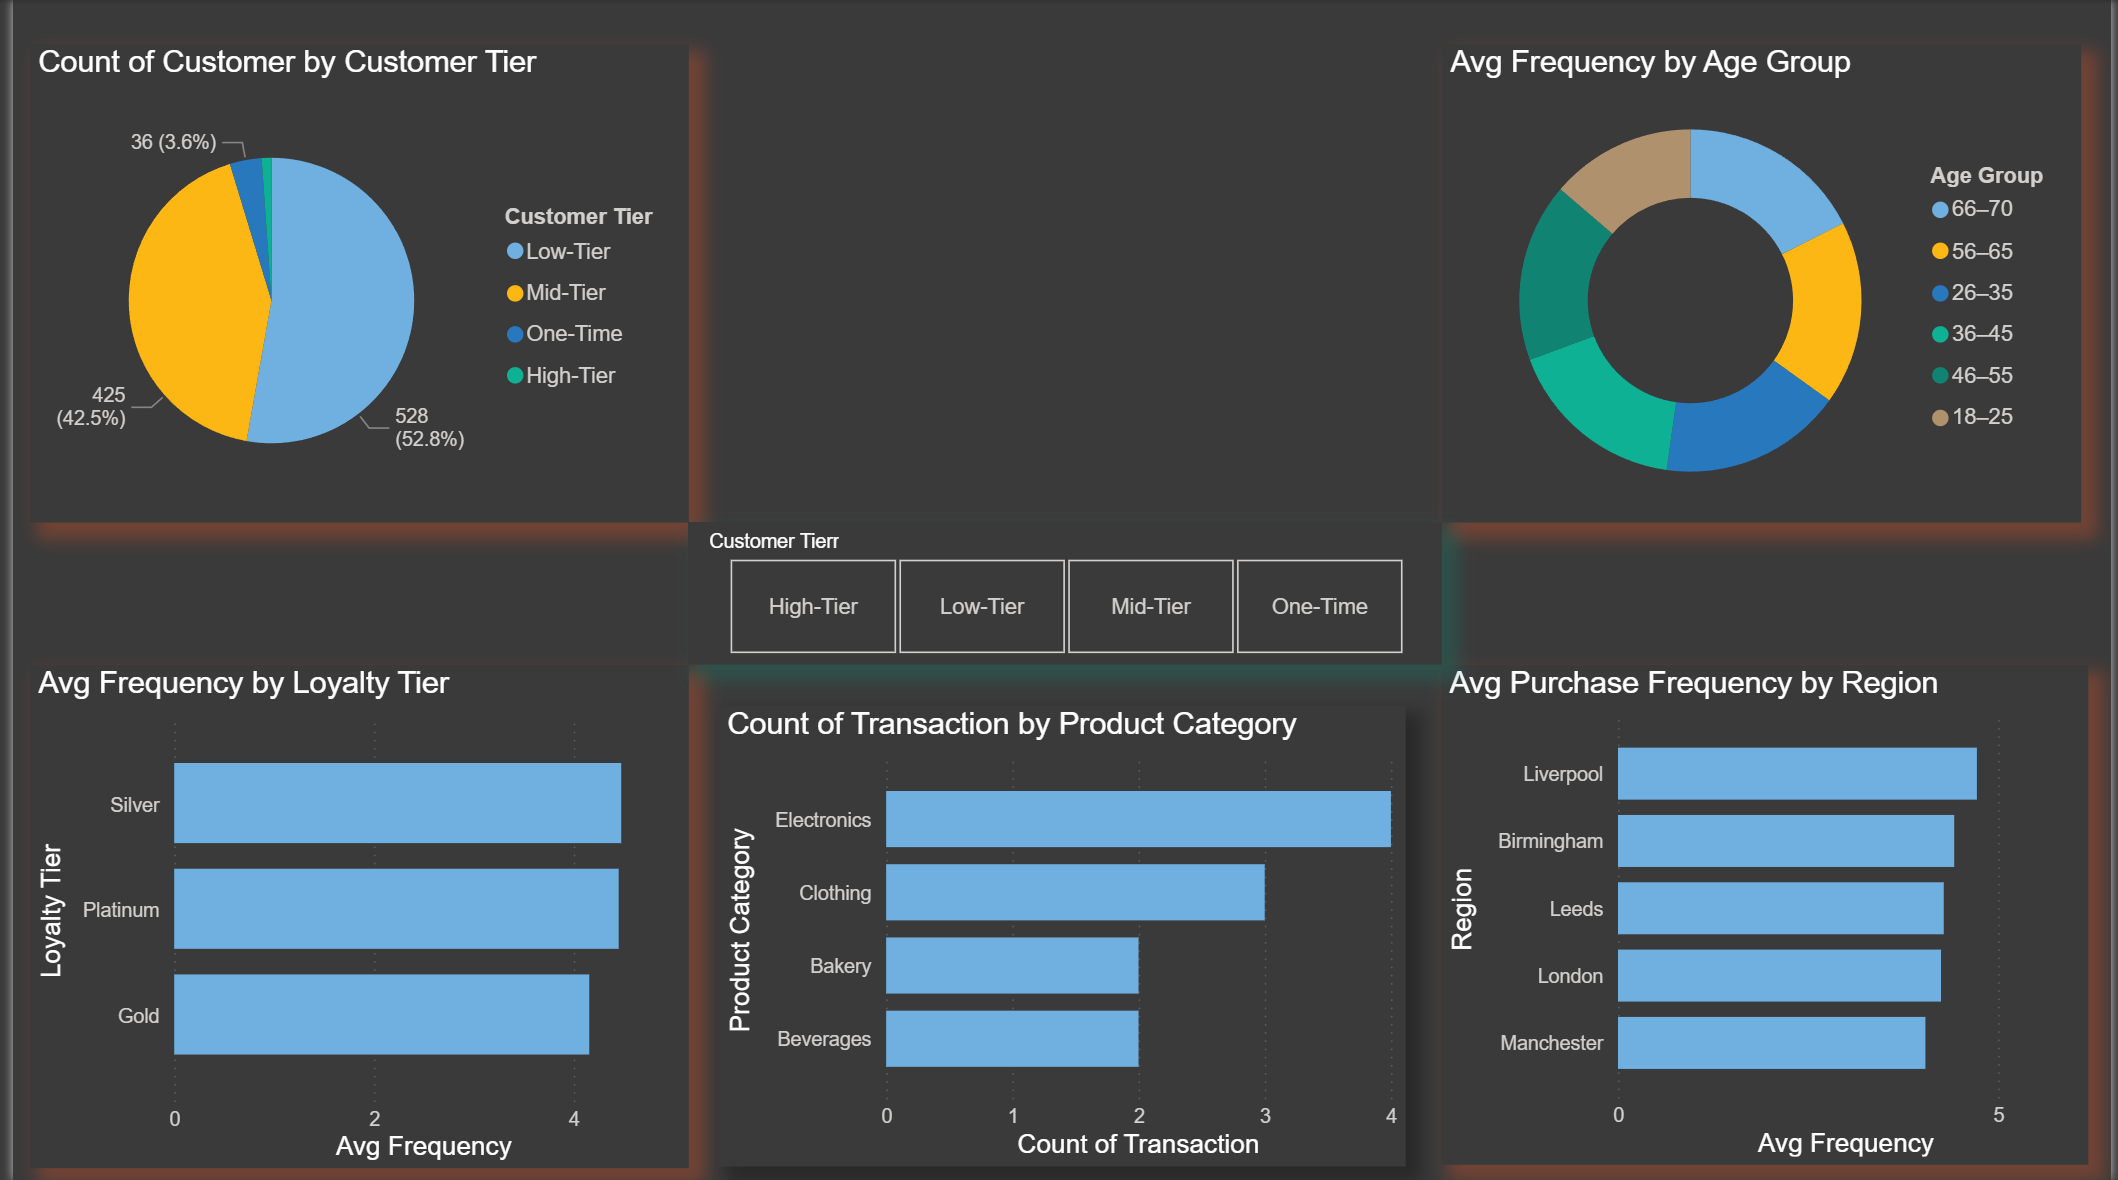 Count of Customer by Customer Tier
36 (3.6%)
425
(42.5%)
528
(52.8%)
Customer Tier
Low-Tier
Mid-Tier
One-Time
High-Tier
Avg Frequency by Age Group
Age Group
66–70
56–65
26–35
36–45
46–55
18–25
Customer Tierr
High-Tier
Low-Tier
Mid-Tier
One-Time
Avg Frequency by Loyalty Tier
Loyalty Tier
Silver
Platinum
Gold
0 2 4
Avg Frequency
Count of Transaction by Product Category
Product Category
Electronics
Clothing
Bakery
Beverages
0 1 2 3 4
Count of Transaction
Avg Purchase Frequency by Region
Region
Liverpool
Birmingham
Leeds
London
Manchester
0 5
Avg Frequency